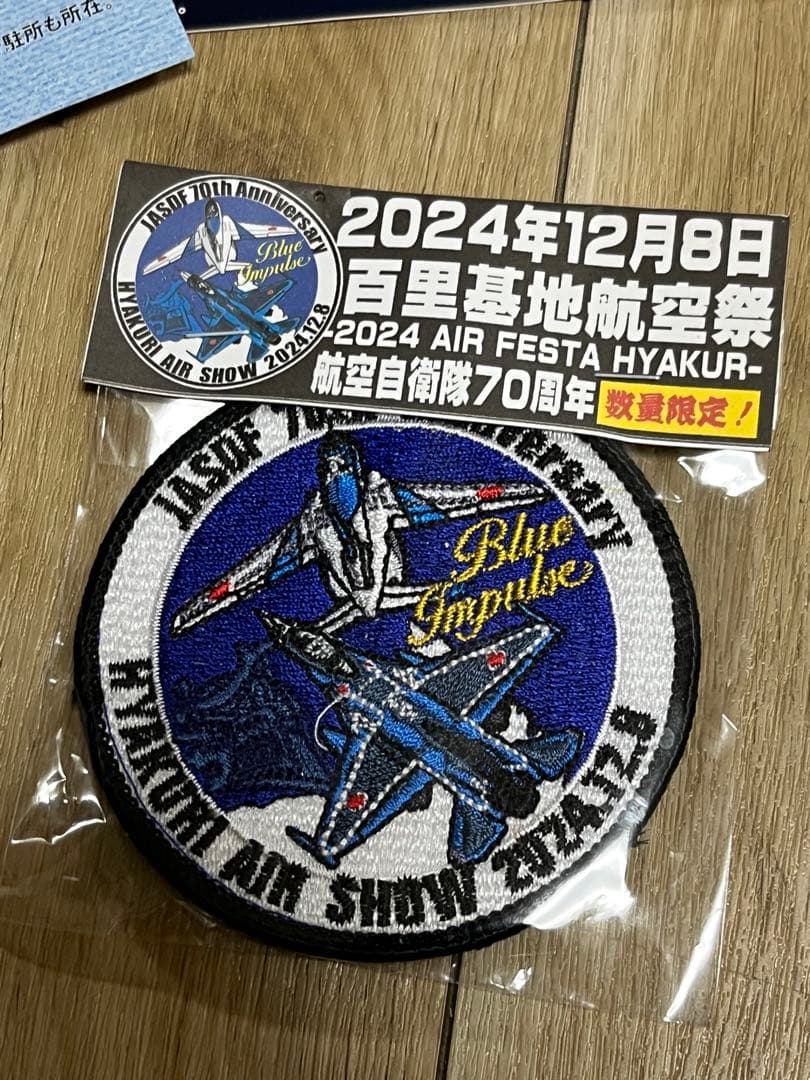 駐所も所在。
JASDF 70th Anniversary
Blue
Impulse
HYAKURI AIR SHOW 2024.12.8
2024年12月8日
百里基地航空祭
-2024 AIR FESTA HYAKUR-
航空自衛隊70周年
数量限定！
JASDF 70th Anniversary
Blue
Impulse
HYAKURI AIR SHOW 2024.12.8